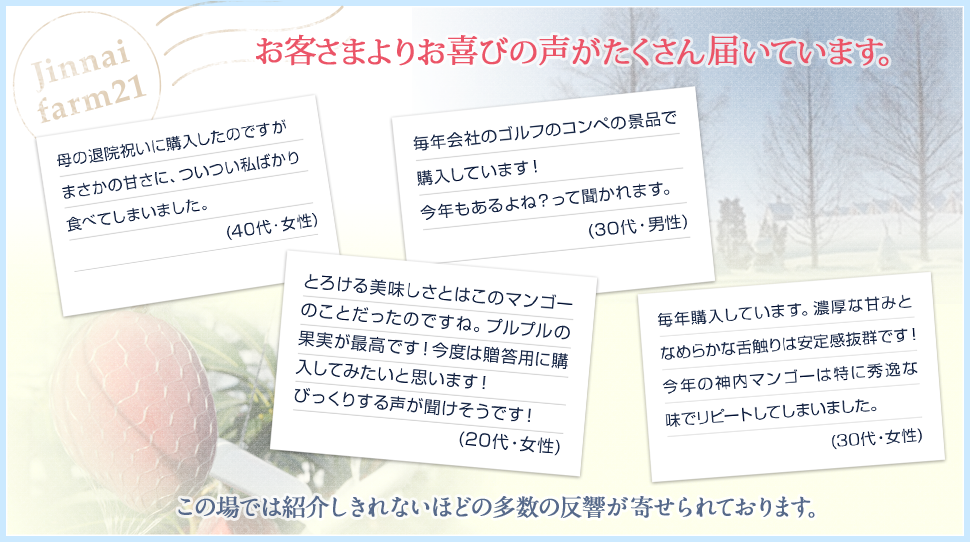 Jinnai
farm21
お客さまよりお喜びの声がたくさん届いています。
母の退院祝いに購入したのですが
まさかの甘さに、ついつい私ばかり
食べてしまいました。
(40代・女性)
毎年会社のゴルフのコンペの景品で
購入しています！
今年もあるよね？って聞かれます。
(30代・男性)
とろける美味しさとはこのマンゴー
のことだったのですね。プルプルの
果実が最高です！今度は贈答用に購
入してみたいと思います！
びっくりする声が聞けそうです！
(20代・女性)
毎年購入しています。濃厚な甘みと
なめらかな舌触りは安定感抜群です！
今年の神内マンゴーは特に秀逸な
味でリピートしてしまいました。
(30代・女性)
この場では紹介しきれないほどの多数の反響が寄せられております。